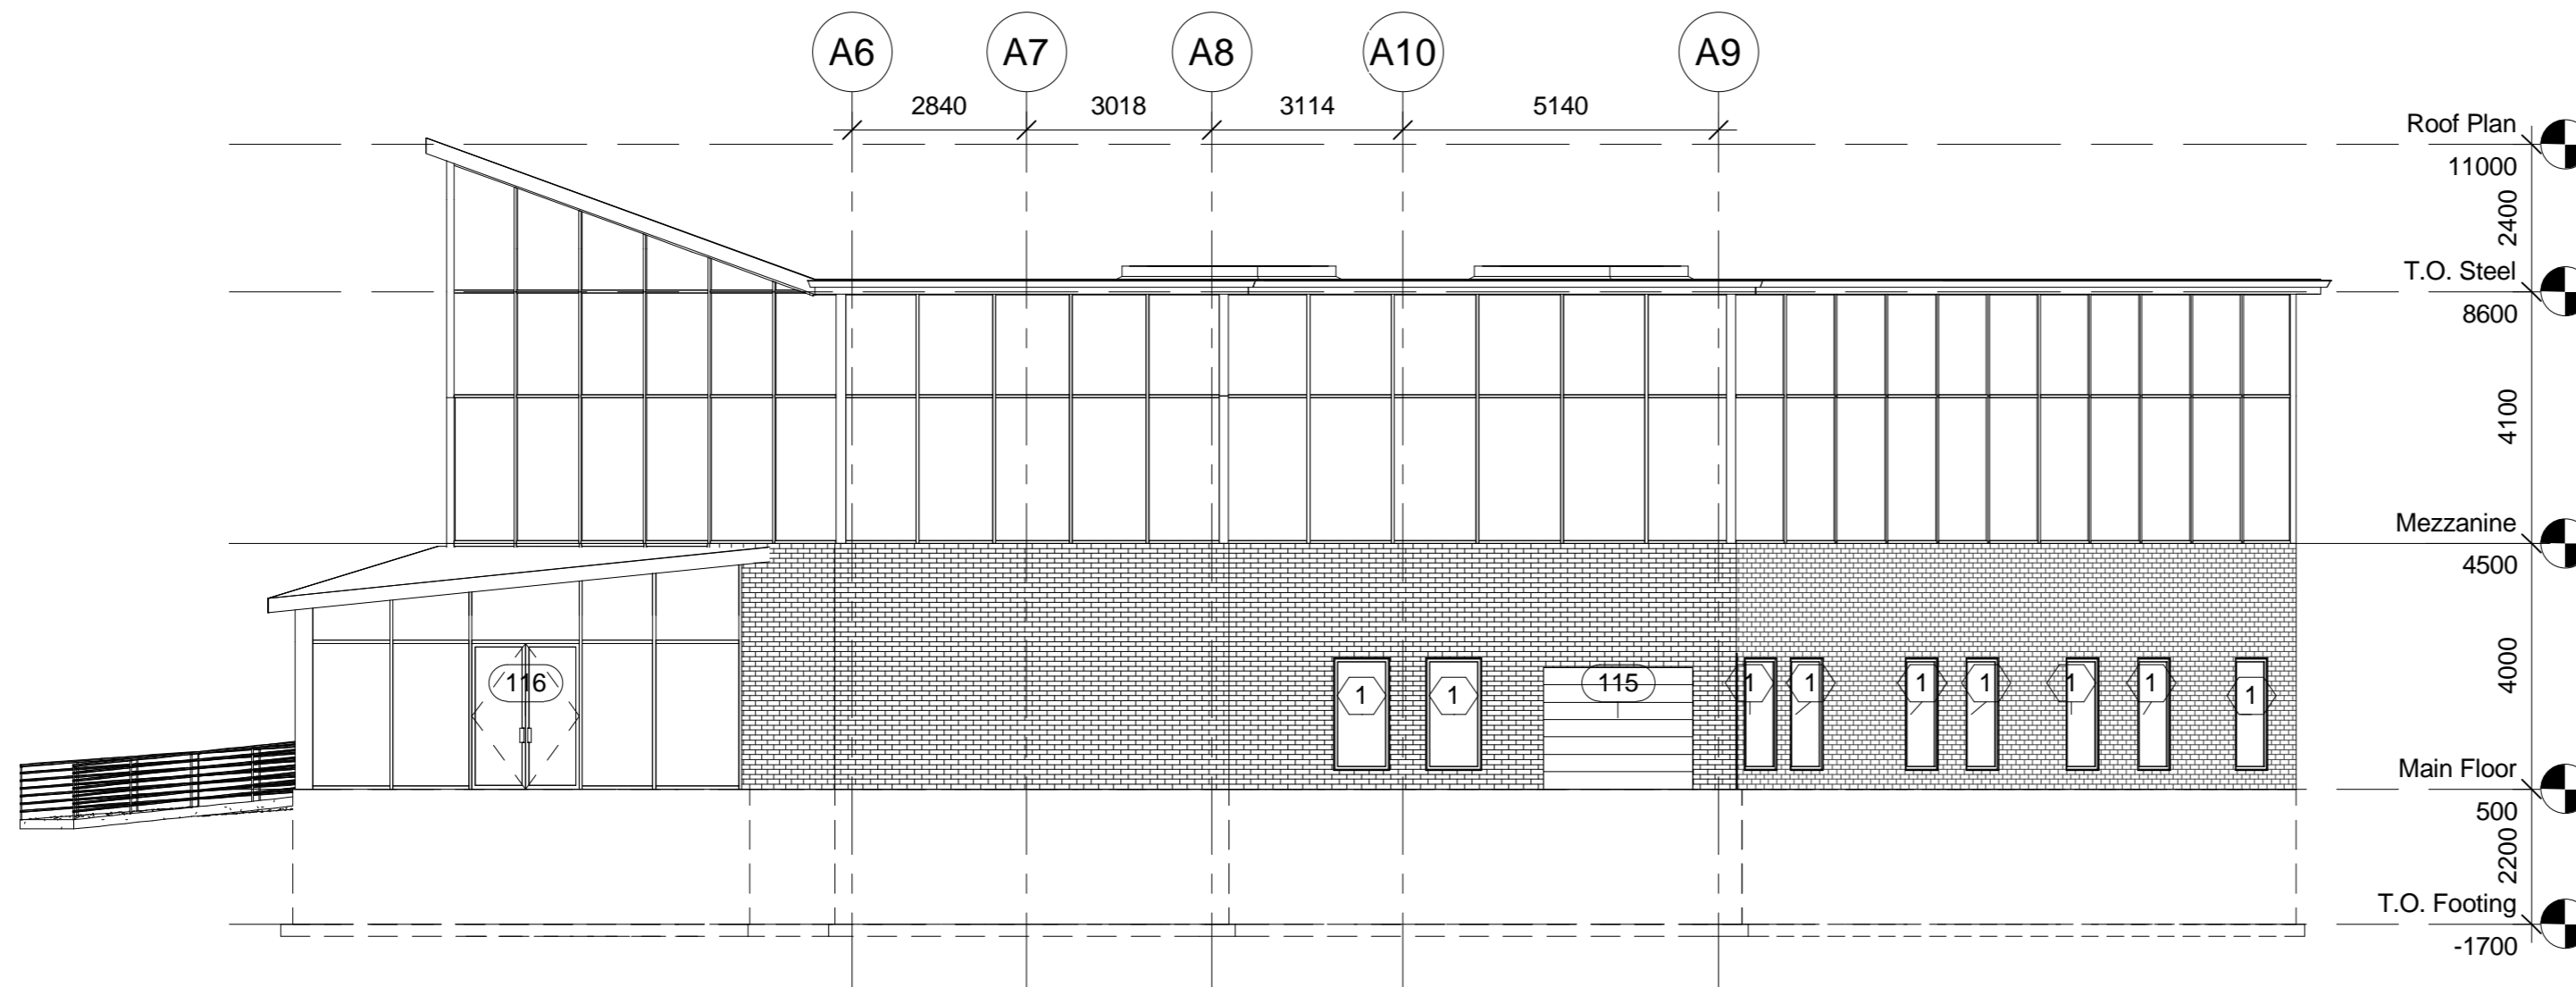 A6 A7 A8 A10 A9
2840 3018 3114 5140
Roof Plan
11000
2400
T.O. Steel
8600
4100
Mezzanine
4500
4000
116 1 1 115 1 1 1 1 1 1 1
Main Floor
500
2200
T.O. Footing
-1700